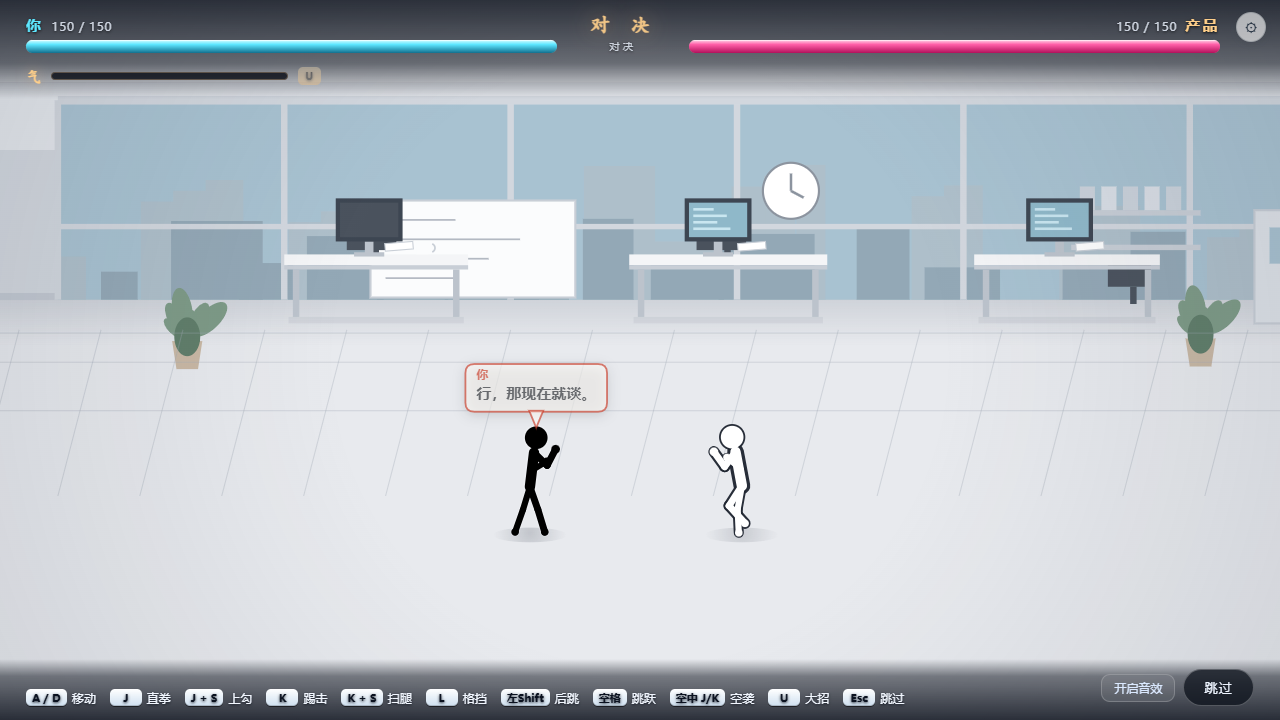 你 150 / 150
对 决
对决
150 / 150 产品
气 U
你
行，那现在就谈。
A / D 移动 J 直拳 J + S 上勾 K 踢击 K + S 扫腿 L 格挡 左Shift 后跳 空格 跳跃 空中 J/K 空袭 U 大招 Esc 跳过
开启音效 跳过